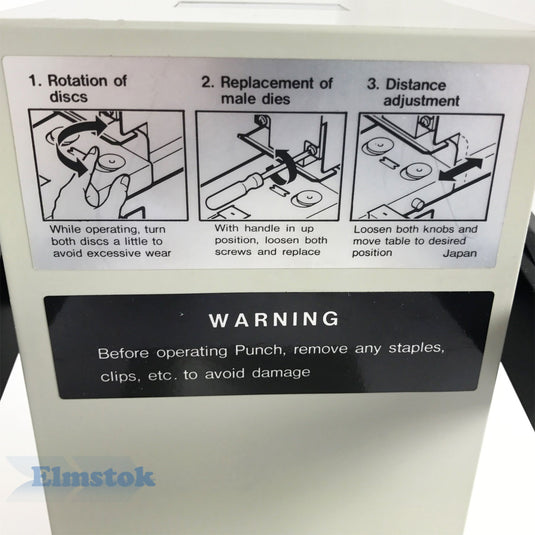 1. Rotation of
discs
While operating, turn
both discs a little to
avoid excessive wear
2. Replacement of
male dies
With handle in up
position, loosen both
screws and replace
3. Distance
adjustment
Loosen both knobs and
move table to desired
position Japan
WARNING
Before operating Punch, remove any staples,
clips, etc. to avoid damage
Elmstok